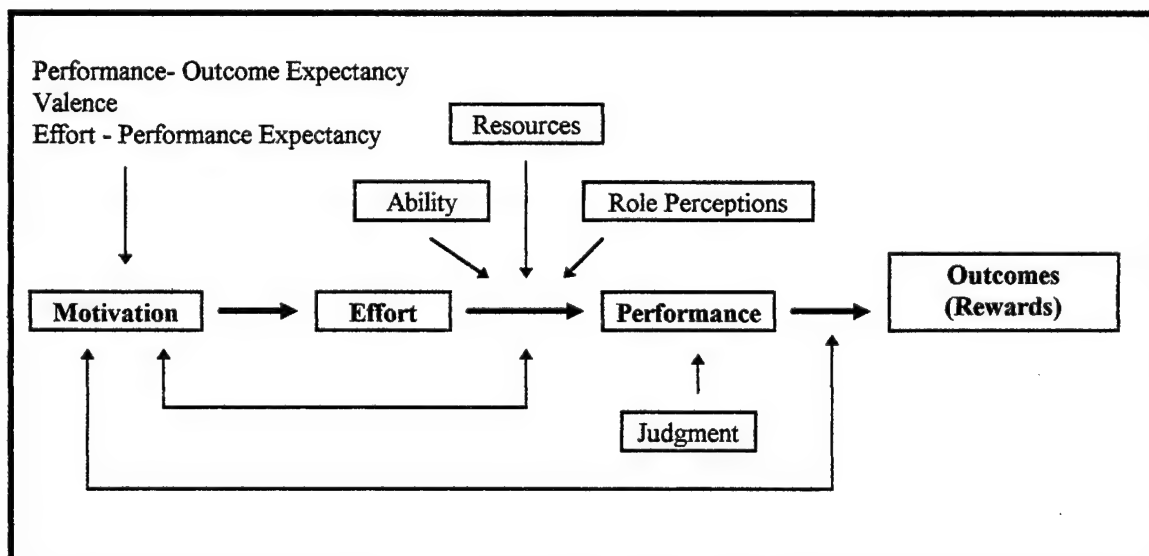 Performance- Outcome Expectancy
Valence
Effort - Performance Expectancy
Resources
Ability
Role Perceptions
Motivation
Effort
Performance
Outcomes
(Rewards)
Judgment